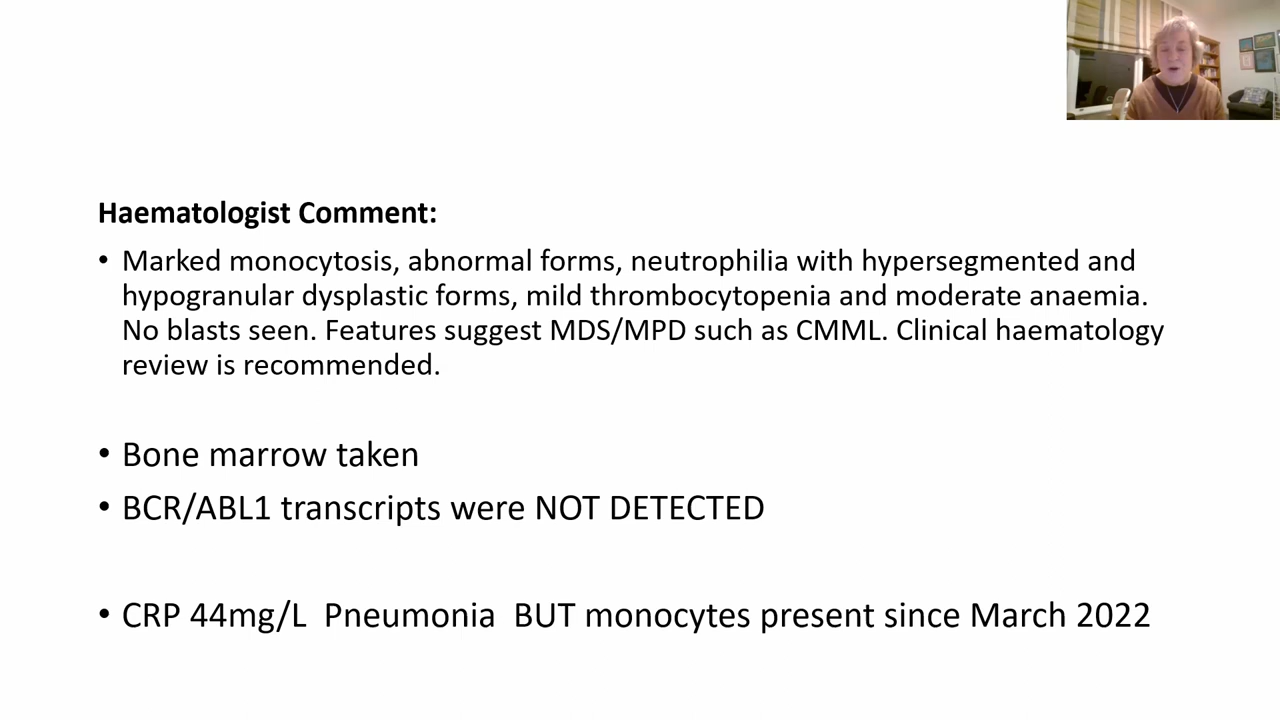 Haematologist Comment:
• Marked monocytosis, abnormal forms, neutrophilia with hypersegmented and
hypogranular dysplastic forms, mild thrombocytopenia and moderate anaemia.
No blasts seen. Features suggest MDS/MPD such as CMML. Clinical haematology
review is recommended.
• Bone marrow taken
• BCR/ABL1 transcripts were NOT DETECTED
• CRP 44mg/L  Pneumonia  BUT monocytes present since March 2022